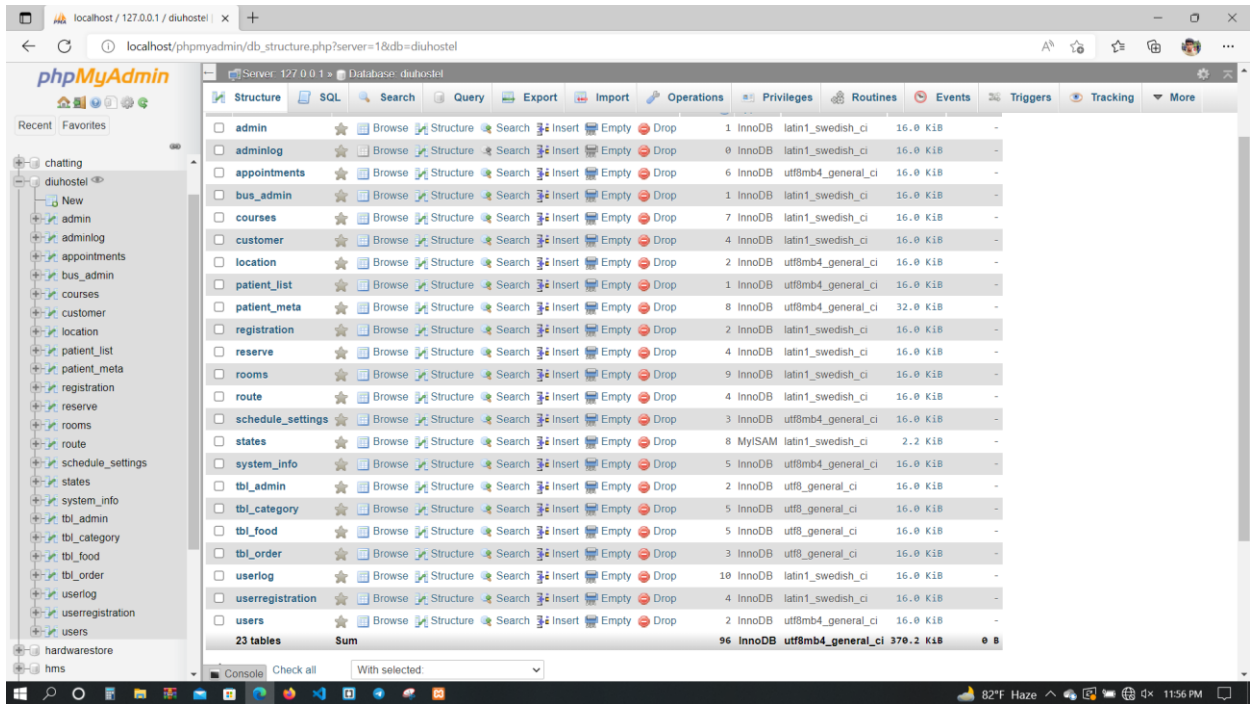 localhost / 127.0.0.1 / diuhostel
localhost/phpmyadmin/db_structure.php?server=1&db=diuhostel
phpMyAdmin
Recent Favorites
chatting
diuhostel
New
admin
adminlog
appointments
bus_admin
courses
customer
location
patient_list
patient_meta
registration
reserve
rooms
route
schedule_settings
states
system_info
tbl_admin
tbl_category
tbl_food
tbl_order
userlog
userregistration
users
hardwarestore
hms
Server: 127.0.0.1 » Database: diuhostel
Structure SQL Search Query Export Import Operations Privileges Routines Events Triggers Tracking More
admin Browse Structure Search Insert Empty Drop 1 InnoDB latin1_swedish_ci 16.0 KiB -
adminlog Browse Structure Search Insert Empty Drop 0 InnoDB latin1_swedish_ci 16.0 KiB -
appointments Browse Structure Search Insert Empty Drop 6 InnoDB utf8mb4_general_ci 16.0 KiB -
bus_admin Browse Structure Search Insert Empty Drop 1 InnoDB latin1_swedish_ci 16.0 KiB -
courses Browse Structure Search Insert Empty Drop 7 InnoDB latin1_swedish_ci 16.0 KiB -
customer Browse Structure Search Insert Empty Drop 4 InnoDB latin1_swedish_ci 16.0 KiB -
location Browse Structure Search Insert Empty Drop 2 InnoDB utf8mb4_general_ci 16.0 KiB -
patient_list Browse Structure Search Insert Empty Drop 1 InnoDB utf8mb4_general_ci 16.0 KiB -
patient_meta Browse Structure Search Insert Empty Drop 8 InnoDB utf8mb4_general_ci 32.0 KiB -
registration Browse Structure Search Insert Empty Drop 2 InnoDB latin1_swedish_ci 16.0 KiB -
reserve Browse Structure Search Insert Empty Drop 4 InnoDB latin1_swedish_ci 16.0 KiB -
rooms Browse Structure Search Insert Empty Drop 9 InnoDB latin1_swedish_ci 16.0 KiB -
route Browse Structure Search Insert Empty Drop 4 InnoDB latin1_swedish_ci 16.0 KiB -
schedule_settings Browse Structure Search Insert Empty Drop 3 InnoDB utf8mb4_general_ci 16.0 KiB -
states Browse Structure Search Insert Empty Drop 8 MyISAM latin1_swedish_ci 2.2 KiB -
system_info Browse Structure Search Insert Empty Drop 5 InnoDB utf8mb4_general_ci 16.0 KiB -
tbl_admin Browse Structure Search Insert Empty Drop 2 InnoDB utf8_general_ci 16.0 KiB -
tbl_category Browse Structure Search Insert Empty Drop 5 InnoDB utf8_general_ci 16.0 KiB -
tbl_food Browse Structure Search Insert Empty Drop 5 InnoDB utf8_general_ci 16.0 KiB -
tbl_order Browse Structure Search Insert Empty Drop 3 InnoDB utf8_general_ci 16.0 KiB -
userlog Browse Structure Search Insert Empty Drop 10 InnoDB latin1_swedish_ci 16.0 KiB -
userregistration Browse Structure Search Insert Empty Drop 4 InnoDB latin1_swedish_ci 16.0 KiB -
users Browse Structure Search Insert Empty Drop 2 InnoDB utf8mb4_general_ci 16.0 KiB -
23 tables Sum 96 InnoDB utf8mb4_general_ci 370.2 KiB 0 B
Console Check all With selected:
82°F Haze 11:56 PM